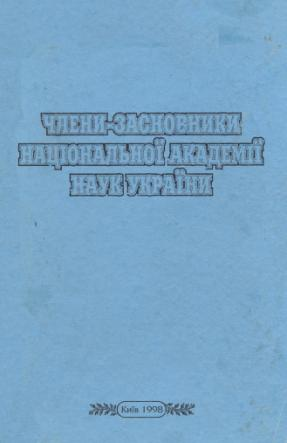 ЧЛЕНИ-ЗАСНОВНИКИ
НАЦІОНАЛЬНОЇ АКАДЕМІЇ
НАУК УКРАЇНИ
Київ 1998